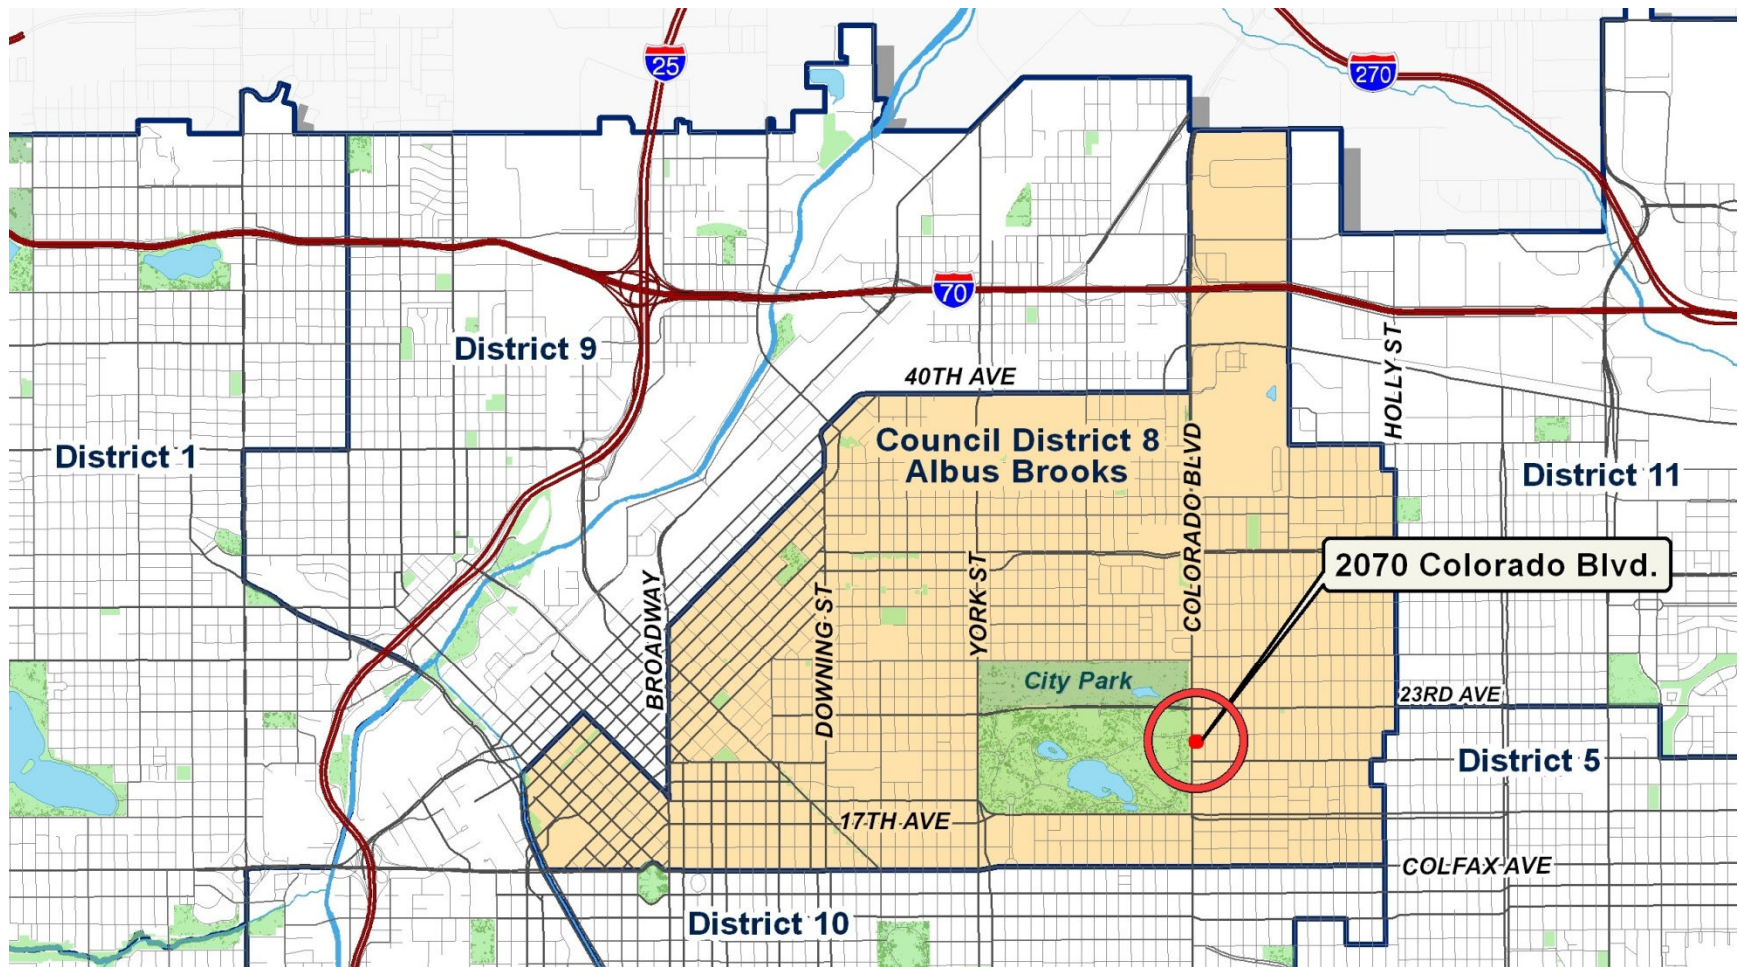 25
270
70
District 9
40TH AVE
HOLLY ST
District 1
Council District 8
Albus Brooks
COLORADO BLVD
District 11
2070 Colorado Blvd.
BROADWAY
DOWNING ST
YORK ST
City Park
23RD AVE
District 5
17TH AVE
COLFAX AVE
District 10